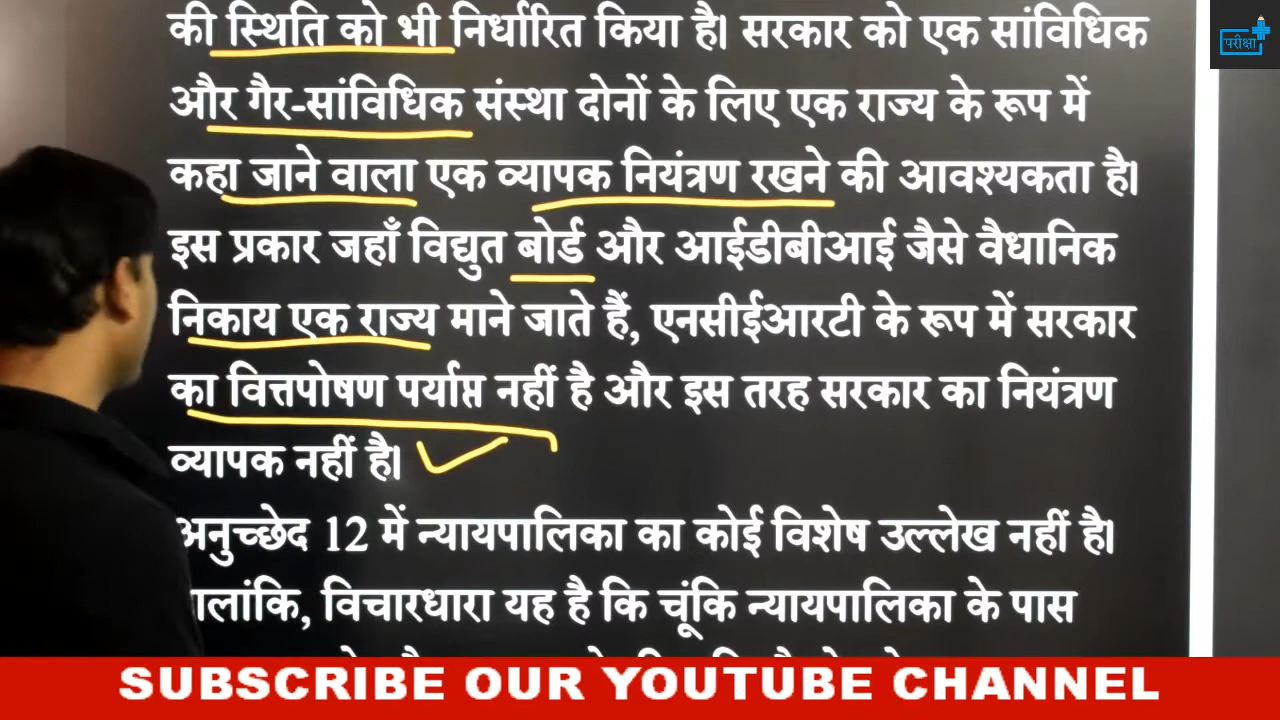 परीक्षा
की स्थिति को भी निर्धारित किया है। सरकार को एक सांविधिक
और गैर-सांविधिक संस्था दोनों के लिए एक राज्य के रूप में
कहा जाने वाला एक व्यापक नियंत्रण रखने की आवश्यकता है।
इस प्रकार जहाँ विद्युत बोर्ड और आईडीबीआई जैसे वैधानिक
निकाय एक राज्य माने जाते हैं, एनसीईआरटी के रूप में सरकार
का वित्तपोषण पर्याप्त नहीं है और इस तरह सरकार का नियंत्रण
व्यापक नहीं है।
अनुच्छेद 12 में न्यायपालिका का कोई विशेष उल्लेख नहीं है।
विचारधारा यह है कि चूंकि न्यायपालिका के पास
SUBSCRIBE OUR YOUTUBE CHANNEL